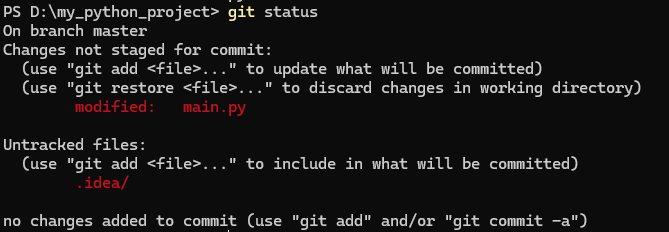 PS D:\my_python_project> git status
On branch master
Changes not staged for commit:
  (use "git add <file>..." to update what will be committed)
  (use "git restore <file>..." to discard changes in working directory)
        modified:   main.py

Untracked files:
  (use "git add <file>..." to include in what will be committed)
        .idea/

no changes added to commit (use "git add" and/or "git commit -a")